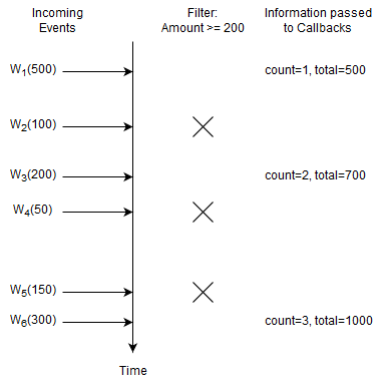 Incoming
Events
Filter:
Amount >= 200
Information passed
to Callbacks
W₁(500)
count=1, total=500
W₂(100)
W₃(200)
count=2, total=700
W₄(50)
W₅(150)
W₆(300)
count=3, total=1000
Time